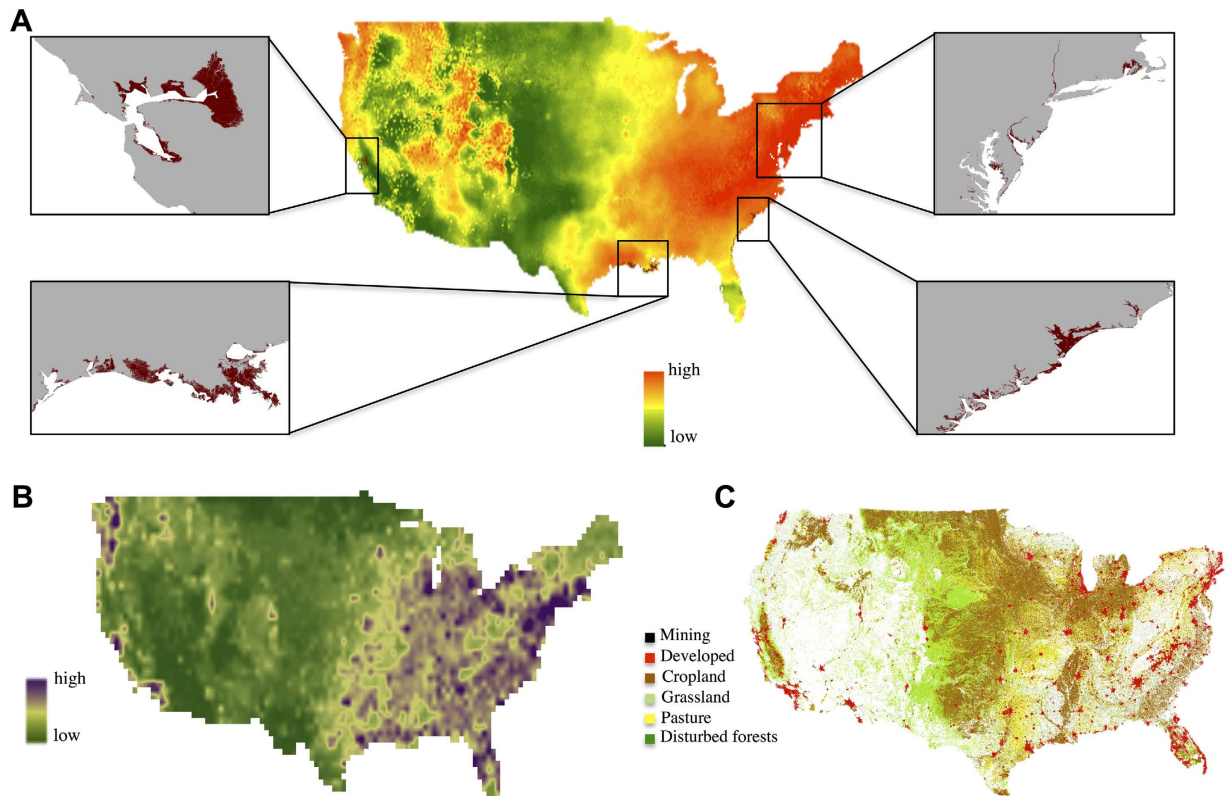 A
high
low
B
high
low
C
Mining
Developed
Cropland
Grassland
Pasture
Disturbed forests